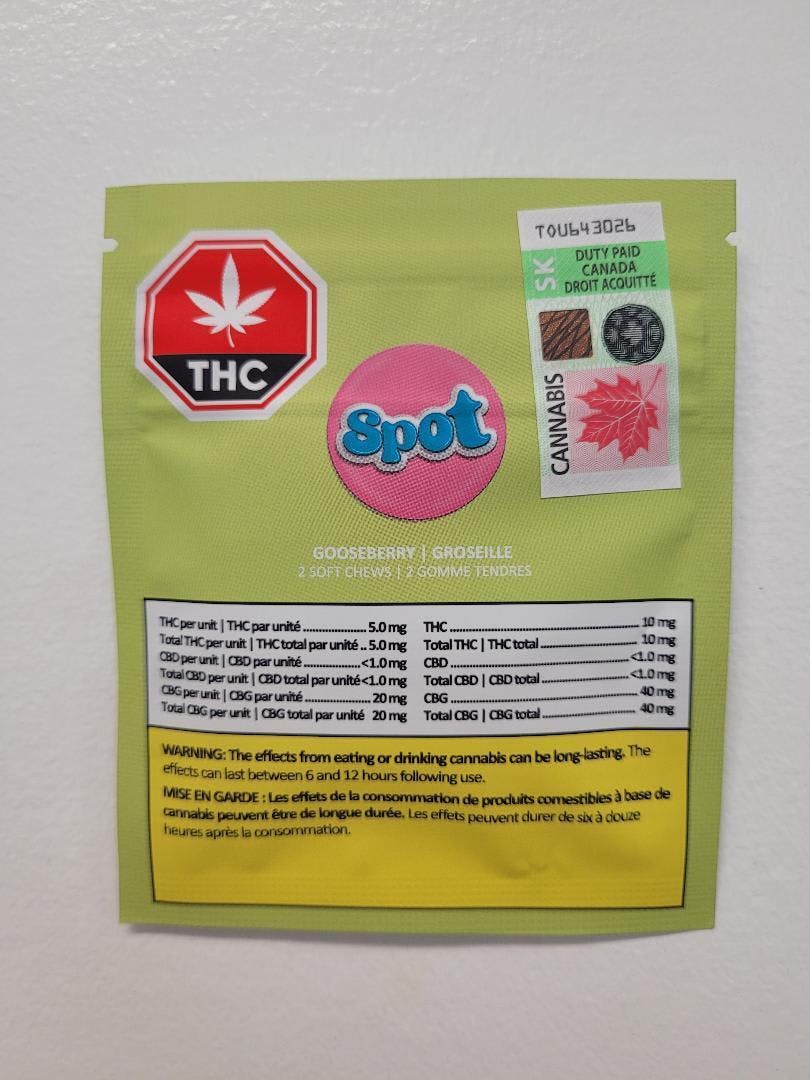 TOU643026
SK
DUTY PAID
CANADA
DROIT ACQUITTÉ
CANNABIS
THC
spot
GOOSEBERRY | GROSEILLE
2 SOFT CHEWS | 2 GOMME TENDRES
THC per unit | THC par unité ..................... 5.0 mg
Total THC per unit | THC total par unité .. 5.0 mg
CBD per unit | CBD par unité .............. <1.0 mg
Total CBD per unit | CBD total par unité <1.0 mg
CBG per unit | CBG par unité .................... 20 mg
Total CBG per unit | CBG total par unité 20 mg
THC ............................................................ 10 mg
Total THC | THC total .............................. 10 mg
CBD ......................................................... <1.0 mg
Total CBD | CBD total ............................ <1.0 mg
CBG ............................................................ 40 mg
Total CBG | CBG total .............................. 40 mg
WARNING: The effects from eating or drinking cannabis can be long-lasting. The
effects can last between 6 and 12 hours following use.
MISE EN GARDE : Les effets de la consommation de produits comestibles à base de
cannabis peuvent être de longue durée. Les effets peuvent durer de six à douze
heures après la consommation.